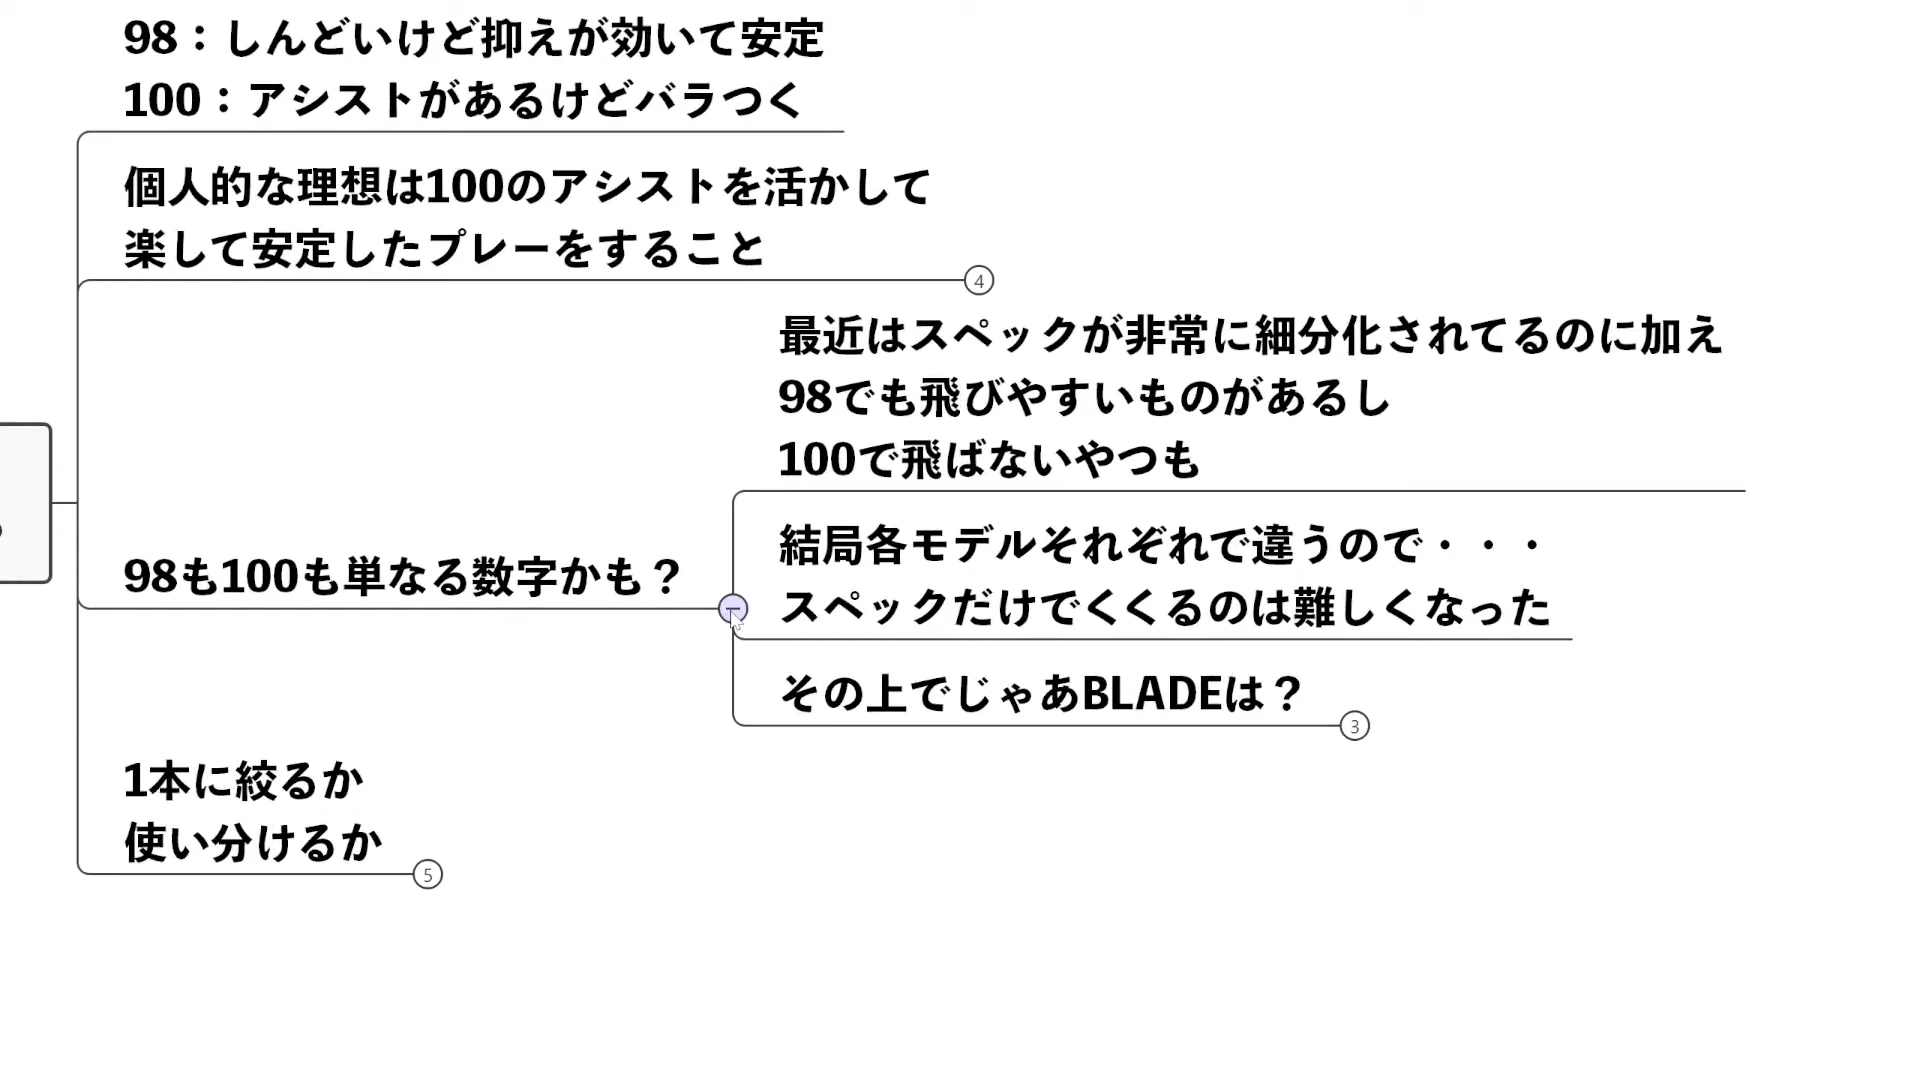 98：しんどいけど抑えが効いて安定
100：アシストがあるけどバラつく
個人的な理想は100のアシストを活かして
楽して安定したプレーをすること
4
最近はスペックが非常に細分化されてるのに加え
98でも飛びやすいものがあるし
100で飛ばないやつも
98も100も単なる数字かも？
結局各モデルそれぞれで違うので・・・
スペックだけでくくるのは難しくなった
その上でじゃあBLADEは？
3
1本に絞るか
使い分けるか
5